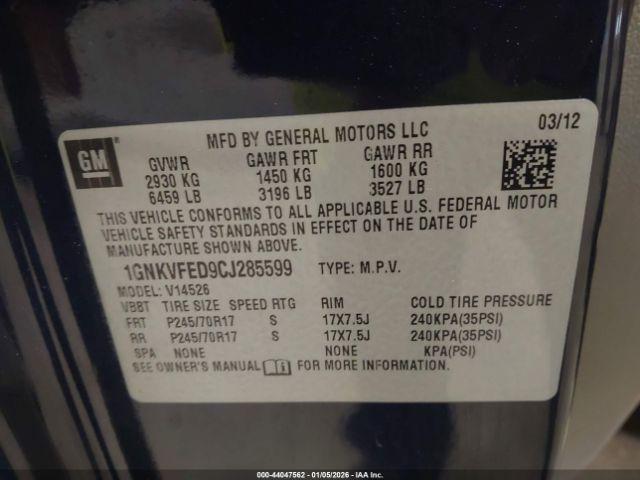 GM
MFD BY GENERAL MOTORS LLC
03/12
GVWR GAWR FRT GAWR RR
2930 KG 1450 KG 1600 KG
6459 LB 3196 LB 3527 LB
THIS VEHICLE CONFORMS TO ALL APPLICABLE U.S. FEDERAL MOTOR
VEHICLE SAFETY STANDARDS IN EFFECT ON THE DATE OF
MANUFACTURE SHOWN ABOVE.
1GNKVFED9CJ285599 TYPE: M.P.V.
MODEL: V14526
VBBT TIRE SIZE SPEED RTG RIM COLD TIRE PRESSURE
FRT P245/70R17 S 17X7.5J 240KPA(35PSI)
RR P245/70R17 S 17X7.5J 240KPA(35PSI)
SPA NONE NONE KPA(PSI)
SEE OWNER'S MANUAL FOR MORE INFORMATION.
000-44047562 - 01/05/2026 - IAA Inc.